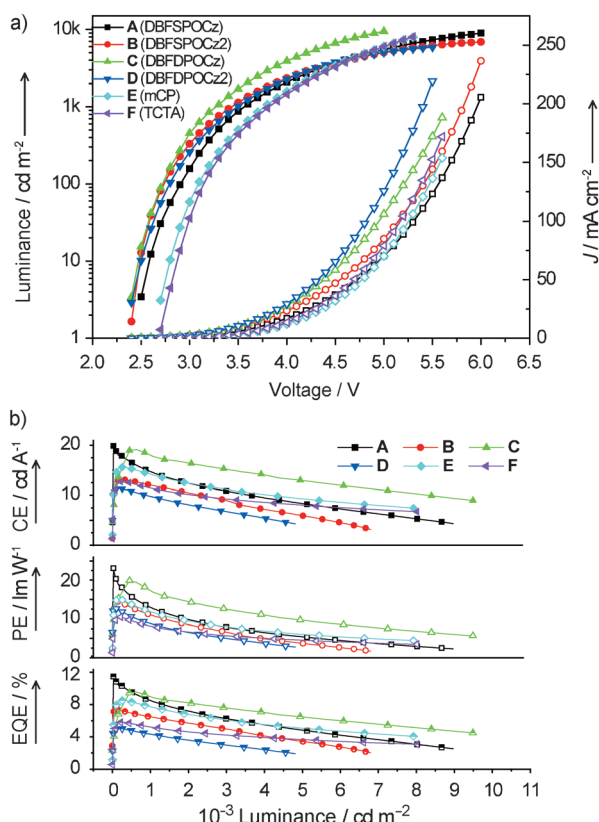 a)
A (DBFSPOCz)
B (DBFSPOCz2)
C (DBFDPOCz)
D (DBFDPOCz2)
E (mCP)
F (TCTA)
Luminance / cd m⁻²
10k
1k
100
10
1
J / mA cm⁻²
250
200
150
100
50
0
2.0 2.5 3.0 3.5 4.0 4.5 5.0 5.5 6.0 6.5
Voltage / V
b)
A B C
D E F
CE / cd A⁻¹
20
10
0
PE / lm W⁻¹
20
10
0
EQE / %
12
8
4
0
0 1 2 3 4 5 6 7 8 9 10 11
10⁻³ Luminance / cd m⁻²